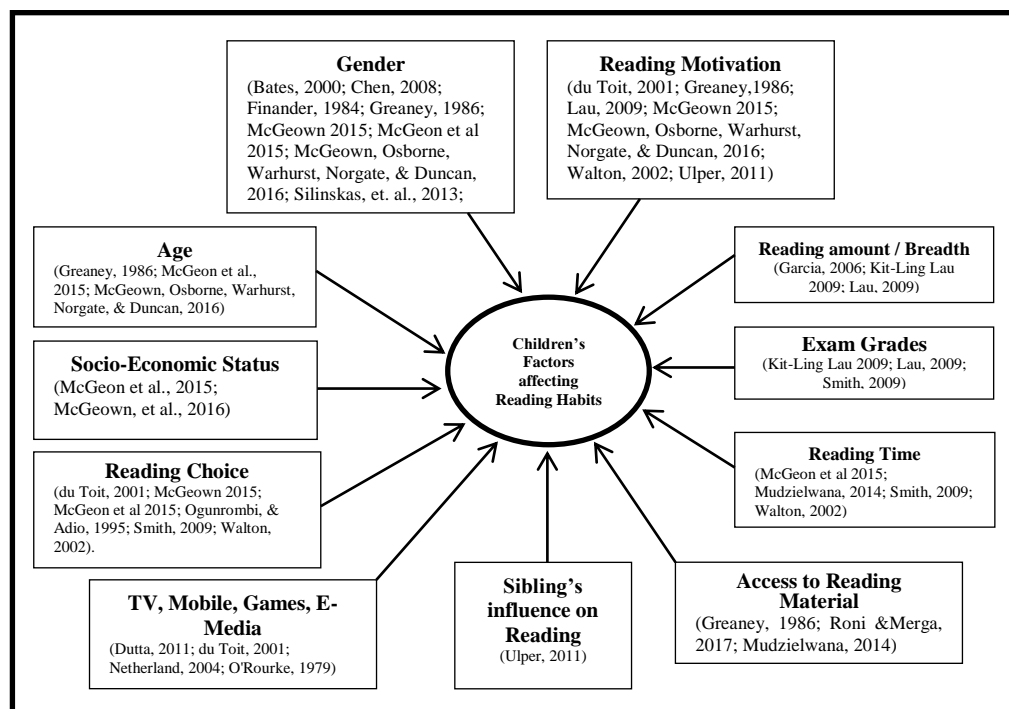 Gender
(Bates, 2000; Chen, 2008;
Finander, 1984; Greaney, 1986;
McGeown 2015; McGeon et al
2015; McGeown, Osborne,
Warhurst, Norgate, & Duncan,
2016; Silinskas, et. al., 2013;
Reading Motivation
(du Toit, 2001; Greaney,1986;
Lau, 2009; McGeown 2015;
McGeown, Osborne, Warhurst,
Norgate, & Duncan, 2016;
Walton, 2002; Ulper, 2011)
Age
(Greaney, 1986; McGeon et al.,
2015; McGeown, Osborne, Warhurst,
Norgate, & Duncan, 2016)
Reading amount / Breadth
(Garcia, 2006; Kit-Ling Lau
2009; Lau, 2009)
Children's
Factors
affecting
Reading Habits
Socio-Economic Status
(McGeon et al., 2015;
McGeown, et al., 2016)
Exam Grades
(Kit-Ling Lau 2009; Lau, 2009;
Smith, 2009)
Reading Choice
(du Toit, 2001; McGeown 2015;
McGeon et al 2015; Ogunrombi, &
Adio, 1995; Smith, 2009; Walton,
2002).
Reading Time
(McGeon et al 2015;
Mudzielwana, 2014; Smith, 2009;
Walton, 2002)
TV, Mobile, Games, E-
Media
(Dutta, 2011; du Toit, 2001;
Netherland, 2004; O'Rourke, 1979)
Sibling's
influence on
Reading
(Ulper, 2011)
Access to Reading
Material
(Greaney, 1986; Roni &Merga,
2017; Mudzielwana, 2014)